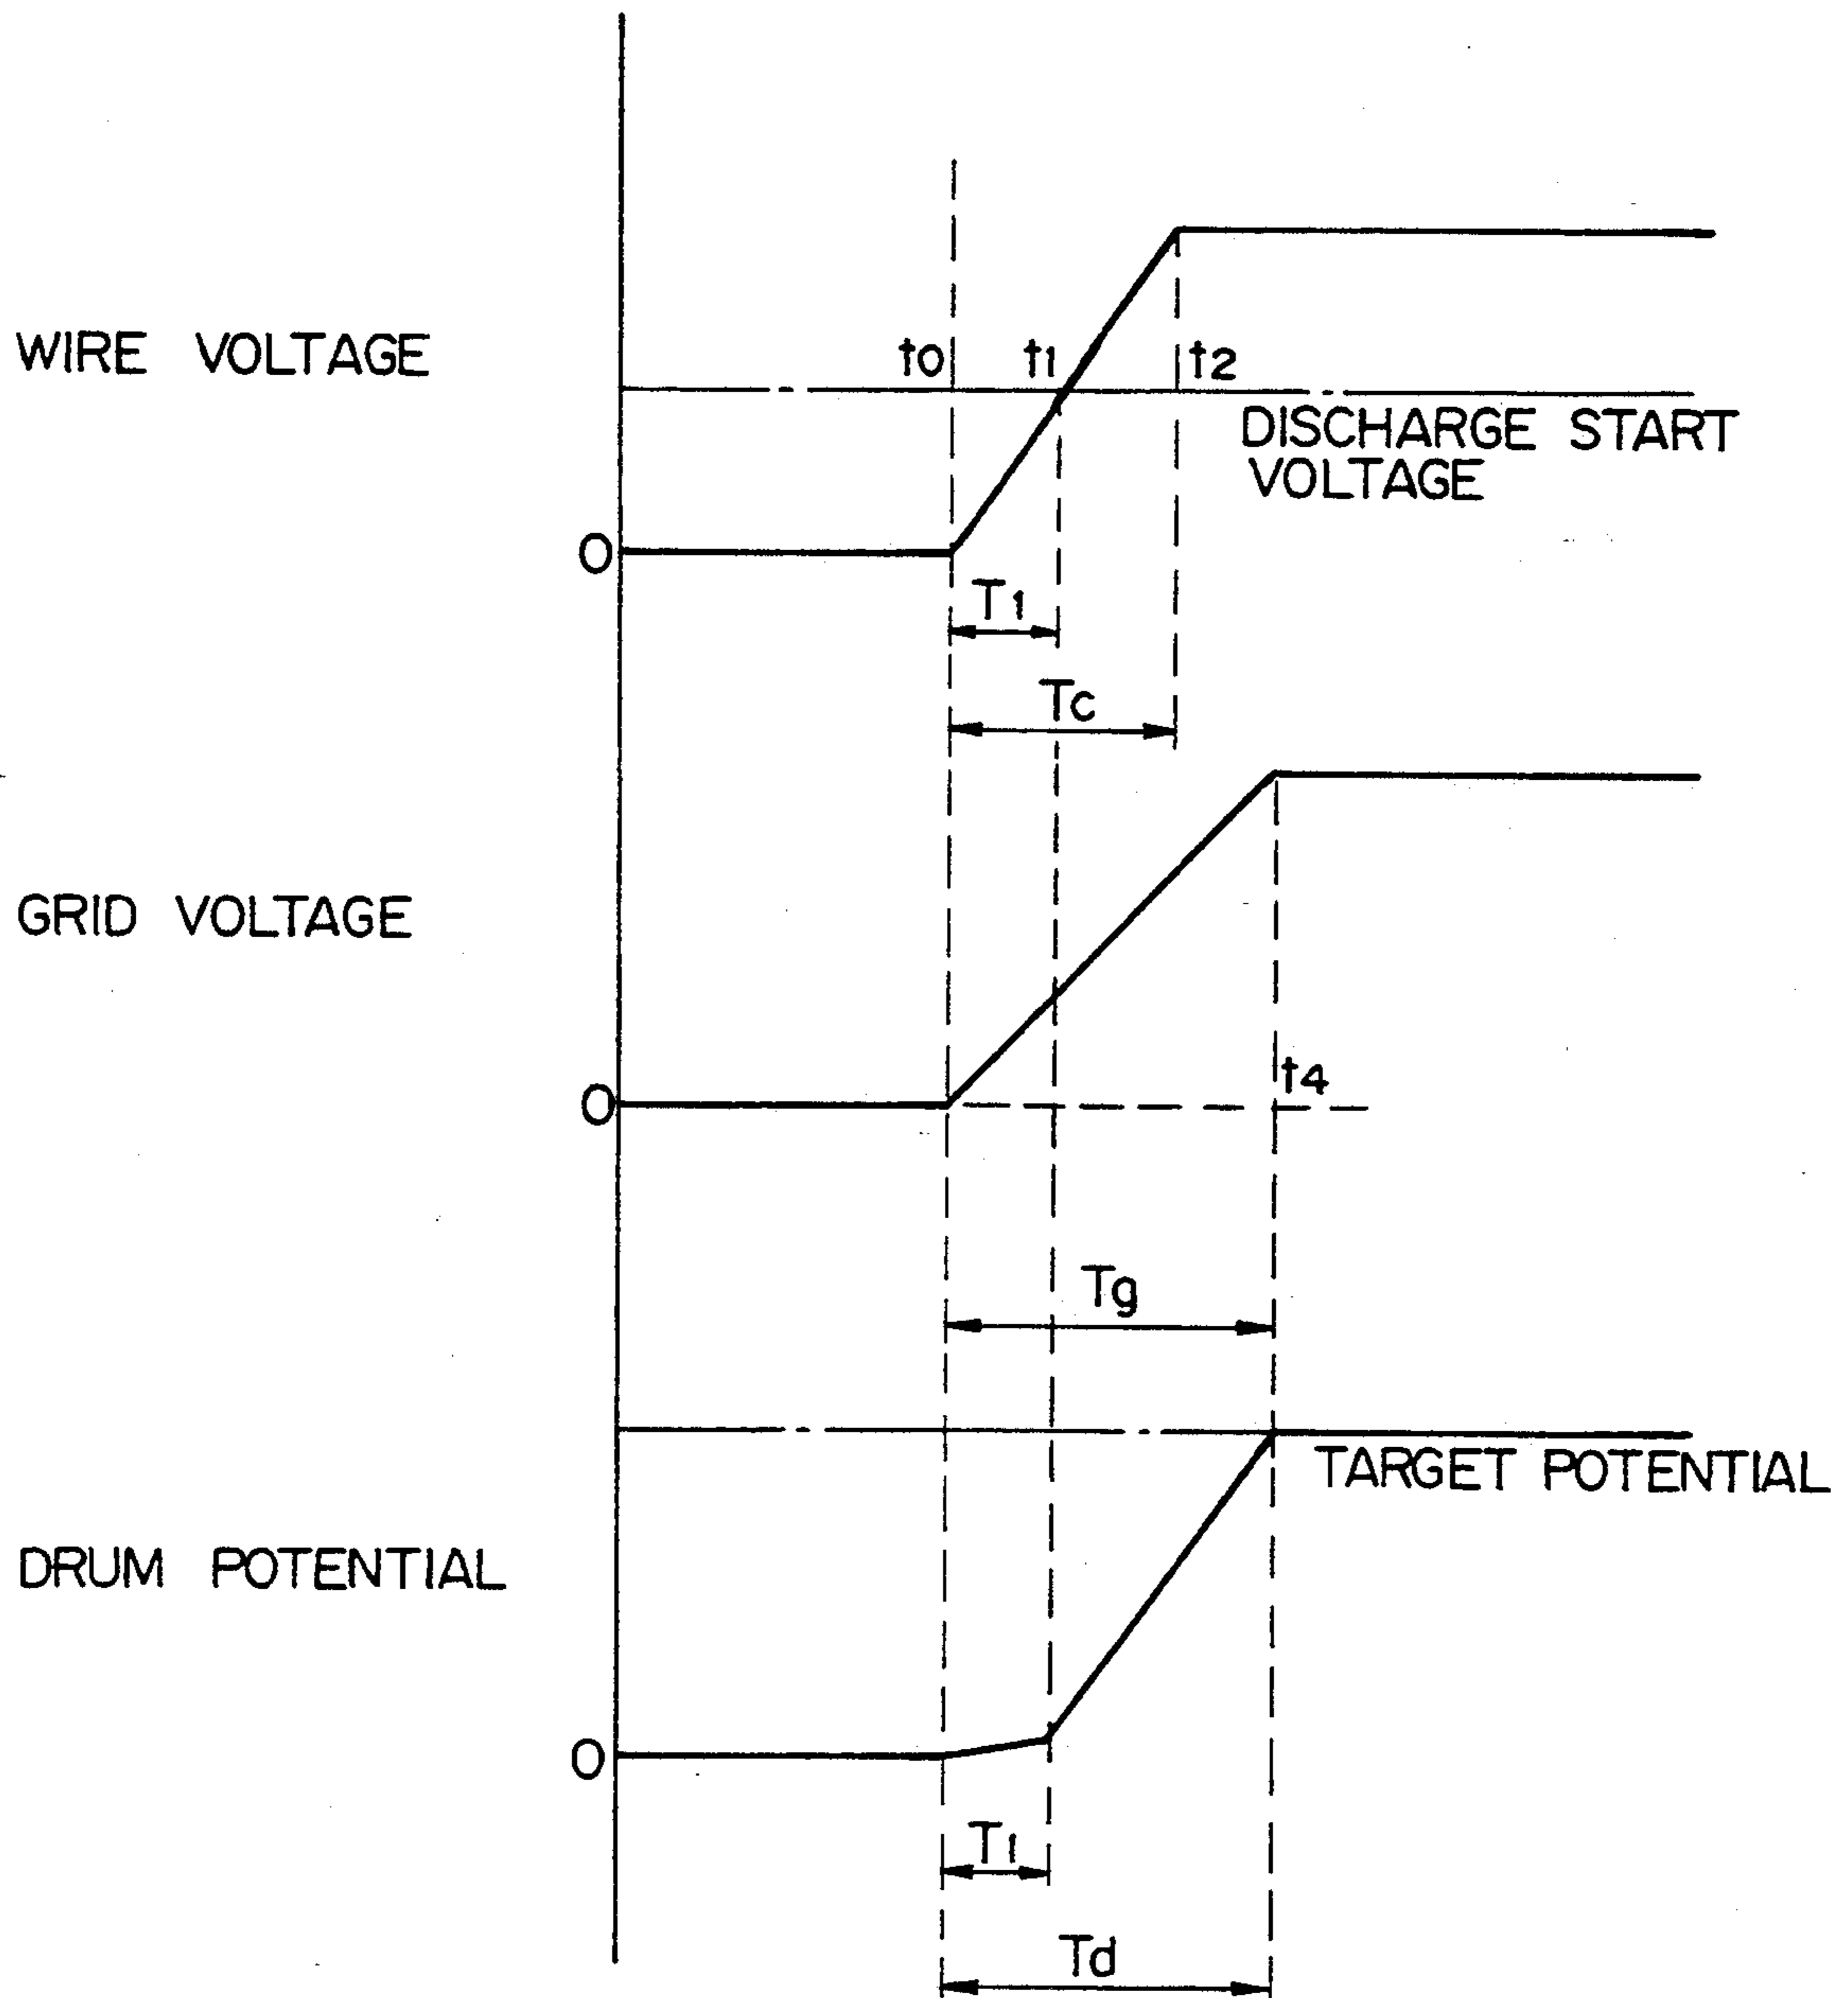 WIRE VOLTAGE
t0
t1
t2
DISCHARGE START
VOLTAGE
0
T1
Tc
GRID VOLTAGE
0
t4
Tg
TARGET POTENTIAL
DRUM POTENTIAL
0
T1
Td